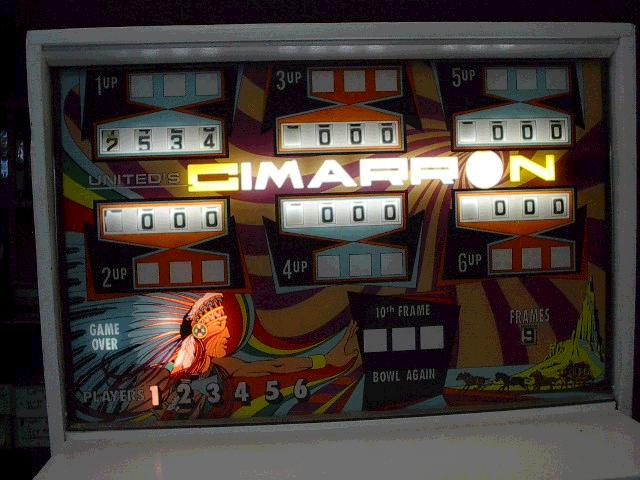 1UP
3UP
5UP
2534
000
000
UNITED'S CIMARRON
000
000
000
2UP
4UP
6UP
GAME
OVER
10th FRAME
BOWL AGAIN
FRAMES
9
PLAYERS 1 2 3 4 5 6